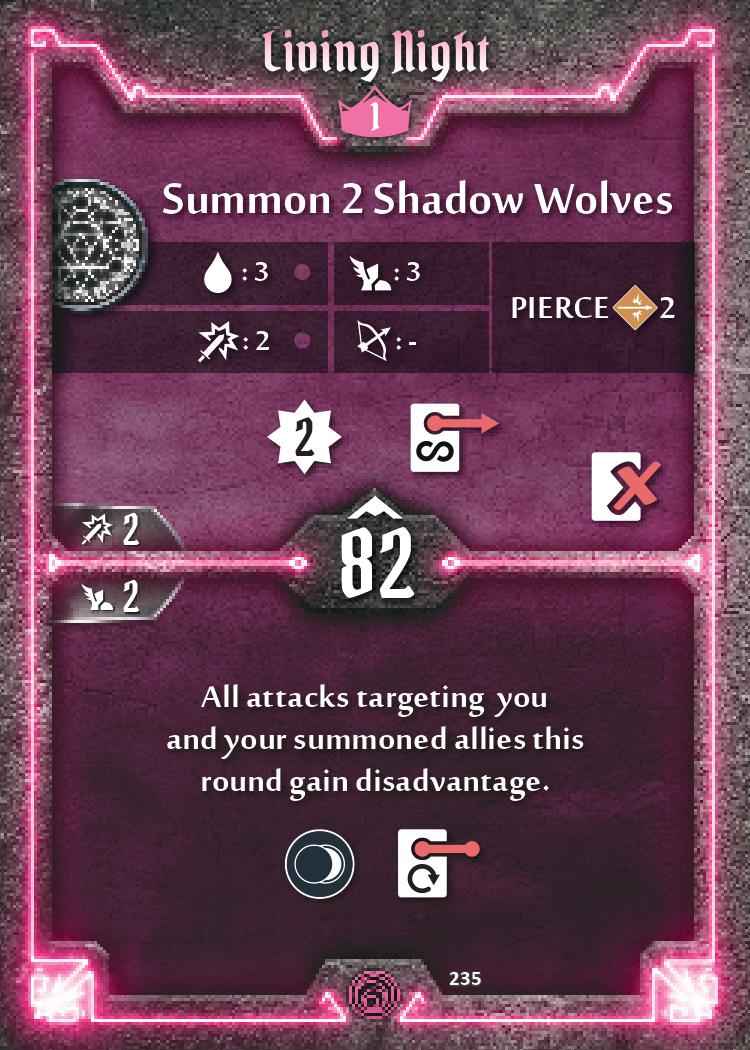 Living Night
1
Summon 2 Shadow Wolves
: 3
: 3
PIERCE 2
: 2
: -
2
2
82
2
All attacks targeting you
and your summoned allies this
round gain disadvantage.
235